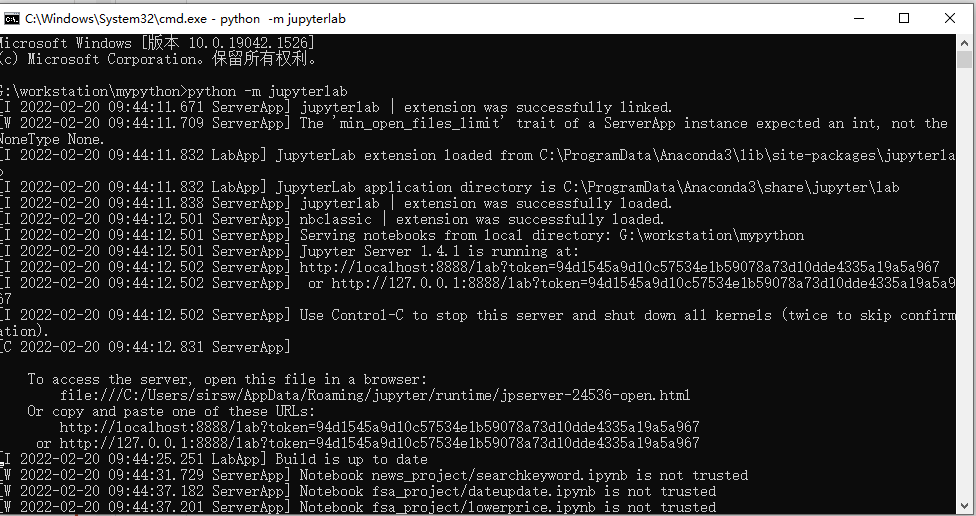 C:\Windows\System32\cmd.exe - python  -m jupyterlab
Microsoft Windows [版本 10.0.19042.1526]
(c) Microsoft Corporation。保留所有权利。
G:\workstation\mypython>python -m jupyterlab
[I 2022-02-20 09:44:11.671 ServerApp] jupyterlab | extension was successfully linked.
[W 2022-02-20 09:44:11.709 ServerApp] The 'min_open_files_limit' trait of a ServerApp instance expected an int, not the
NoneType None.
[I 2022-02-20 09:44:11.832 LabApp] JupyterLab extension loaded from C:\ProgramData\Anaconda3\lib\site-packages\jupyterla
b
[I 2022-02-20 09:44:11.832 LabApp] JupyterLab application directory is C:\ProgramData\Anaconda3\share\jupyter\lab
[I 2022-02-20 09:44:11.838 ServerApp] jupyterlab | extension was successfully loaded.
[I 2022-02-20 09:44:12.501 ServerApp] nbclassic | extension was successfully loaded.
[I 2022-02-20 09:44:12.501 ServerApp] Serving notebooks from local directory: G:\workstation\mypython
[I 2022-02-20 09:44:12.501 ServerApp] Jupyter Server 1.4.1 is running at:
[I 2022-02-20 09:44:12.502 ServerApp] http://localhost:8888/lab?token=94d1545a9d10c57534e1b59078a73d10dde4335a19a5a967
[I 2022-02-20 09:44:12.502 ServerApp]  or http://127.0.0.1:8888/lab?token=94d1545a9d10c57534e1b59078a73d10dde4335a19a5a9
67
[I 2022-02-20 09:44:12.502 ServerApp] Use Control-C to stop this server and shut down all kernels (twice to skip confirm
ation).
[C 2022-02-20 09:44:12.831 ServerApp]
To access the server, open this file in a browser:
file:///C:/Users/sirsw/AppData/Roaming/jupyter/runtime/jpserver-24536-open.html
Or copy and paste one of these URLs:
http://localhost:8888/lab?token=94d1545a9d10c57534e1b59078a73d10dde4335a19a5a967
or http://127.0.0.1:8888/lab?token=94d1545a9d10c57534e1b59078a73d10dde4335a19a5a967
[I 2022-02-20 09:44:25.251 LabApp] Build is up to date
[W 2022-02-20 09:44:31.729 ServerApp] Notebook news_project/searchkeyword.ipynb is not trusted
[W 2022-02-20 09:44:37.182 ServerApp] Notebook fsa_project/dateupdate.ipynb is not trusted
[W 2022-02-20 09:44:37.201 ServerApp] Notebook fsa_project/lowerprice.ipynb is not trusted